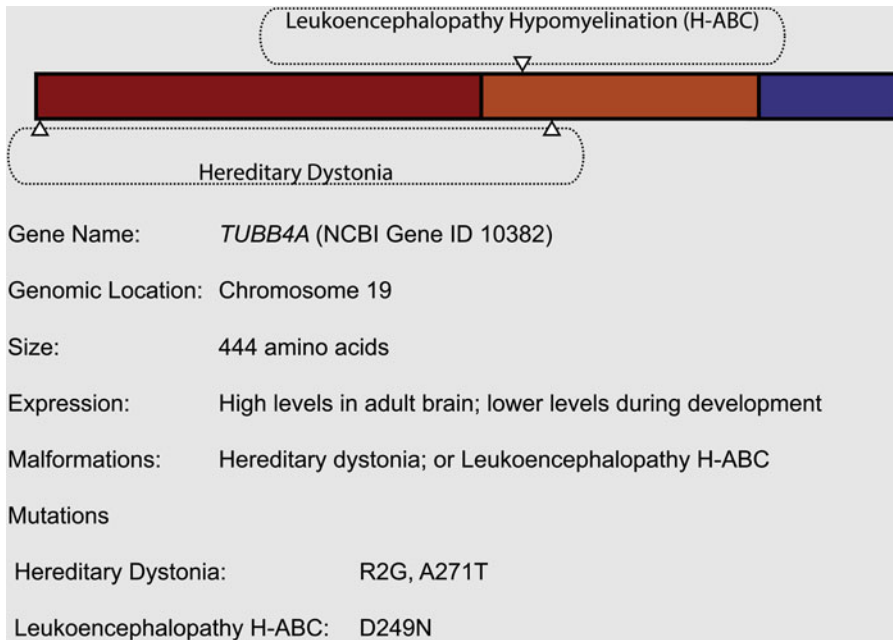 Leukoencephalopathy Hypomyelination (H-ABC)
Hereditary Dystonia
Gene Name: TUBB4A (NCBI Gene ID 10382)
Genomic Location: Chromosome 19
Size: 444 amino acids
Expression: High levels in adult brain; lower levels during development
Malformations: Hereditary dystonia; or Leukoencephalopathy H-ABC
Mutations
Hereditary Dystonia: R2G, A271T
Leukoencephalopathy H-ABC: D249N